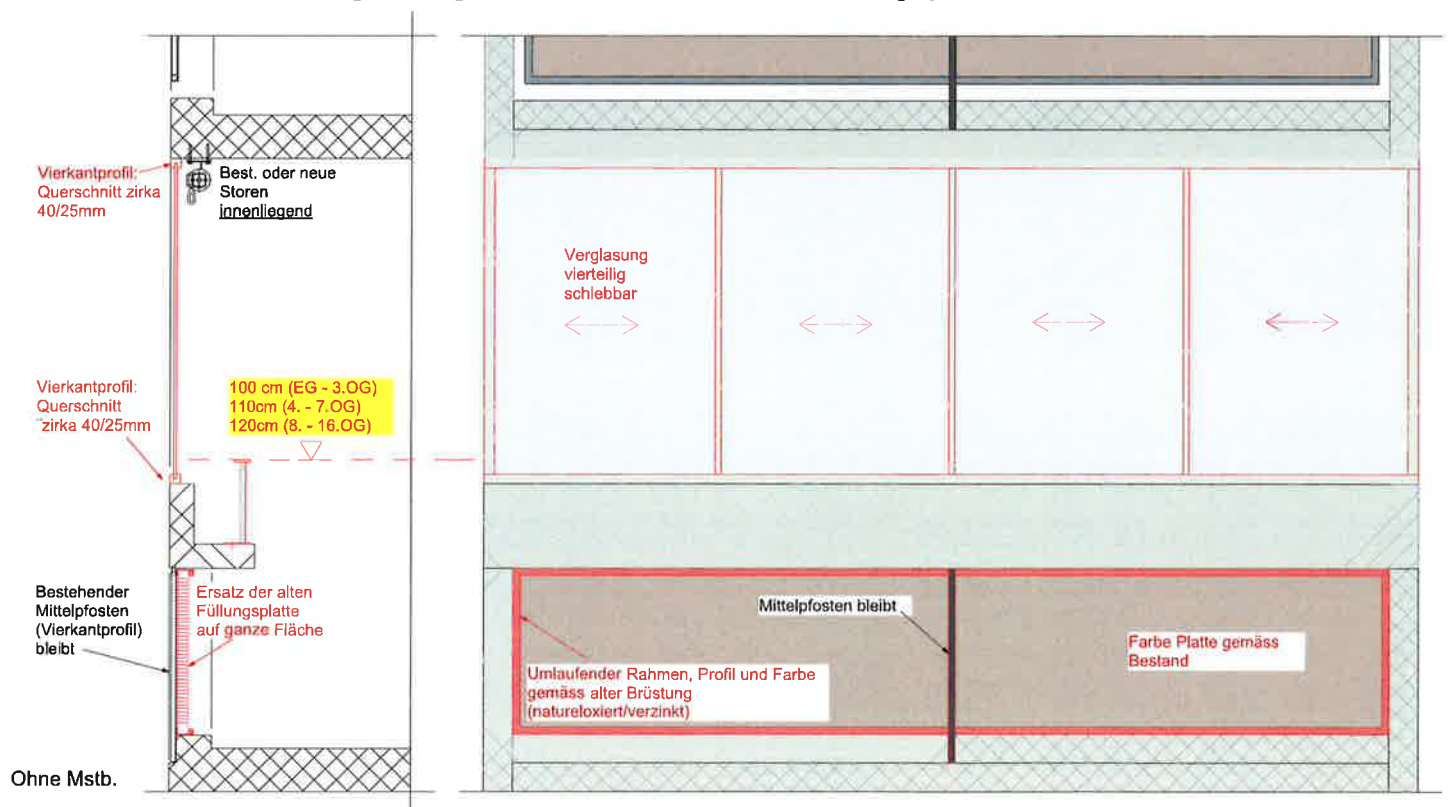 Vierkantprofil:
Querschnitt zirka
40/25mm
Best. oder neue
Storen
innenliegend
Verglasung
vierteilig
schlebbar
Vierkantprofil:
Querschnitt
zirka 40/25mm
100 cm (EG - 3.OG)
110cm (4. - 7.OG)
120cm (8. - 16.OG)
Bestehender
Mittelpfosten
(Vierkantprofil)
bleibt
Ersatz der alten
Füllungsplatte
auf ganze Fläche
Mittelpfosten bleibt
Farbe Platte gemäss
Bestand
Umlaufender Rahmen, Profil und Farbe
gemäss alter Brüstung
(natureloxiert/verzinkt)
Ohne Mstb.